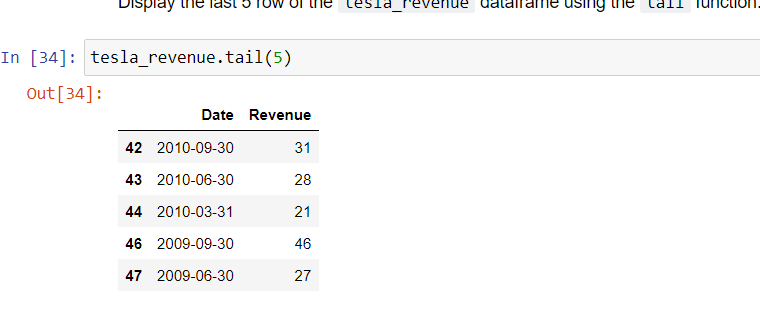 Display the last 5 row of the tesla_revenue dataframe using the tail function.
In [34]: tesla_revenue.tail(5)
Out[34]:
Date Revenue
42 2010-09-30 31
43 2010-06-30 28
44 2010-03-31 21
46 2009-09-30 46
47 2009-06-30 27